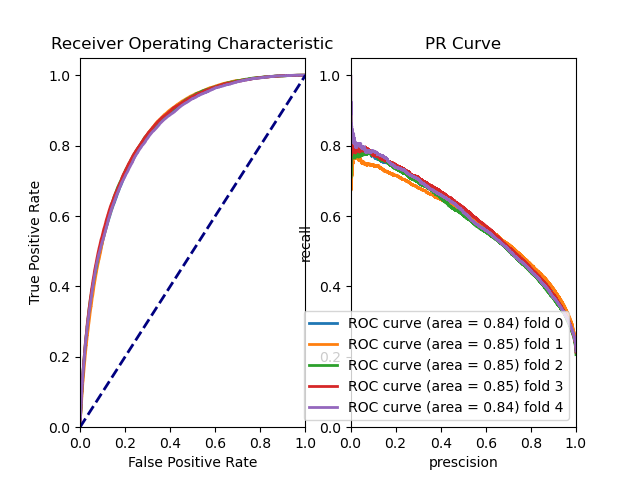 Receiver Operating Characteristic
PR Curve
1.0
0.8
0.6
0.4
0.2
0.0
True Positive Rate
0.0 0.2 0.4 0.6 0.8 1.0
False Positive Rate
1.0
0.8
0.6
0.4
0.2
0.0
recall
ROC curve (area = 0.84) fold 0
ROC curve (area = 0.85) fold 1
ROC curve (area = 0.85) fold 2
ROC curve (area = 0.85) fold 3
ROC curve (area = 0.84) fold 4
0.0 0.2 0.4 0.6 0.8 1.0
prescision